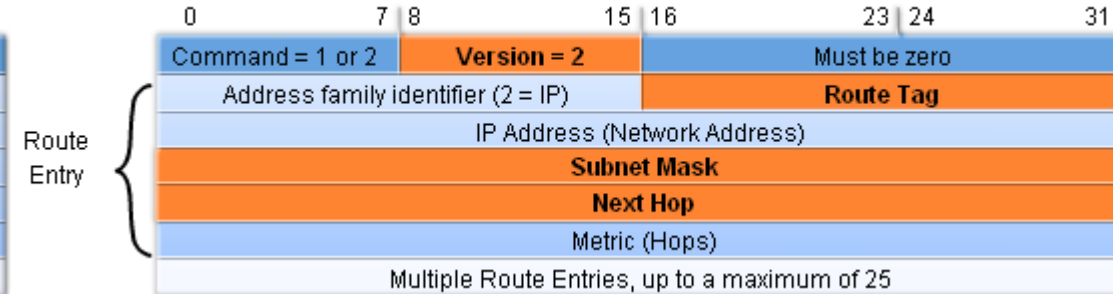 0 7 8 15 16 23 24 31
Command = 1 or 2 Version = 2 Must be zero
Address family identifier (2 = IP) Route Tag
IP Address (Network Address)
Route
Entry
Subnet Mask
Next Hop
Metric (Hops)
Multiple Route Entries, up to a maximum of 25